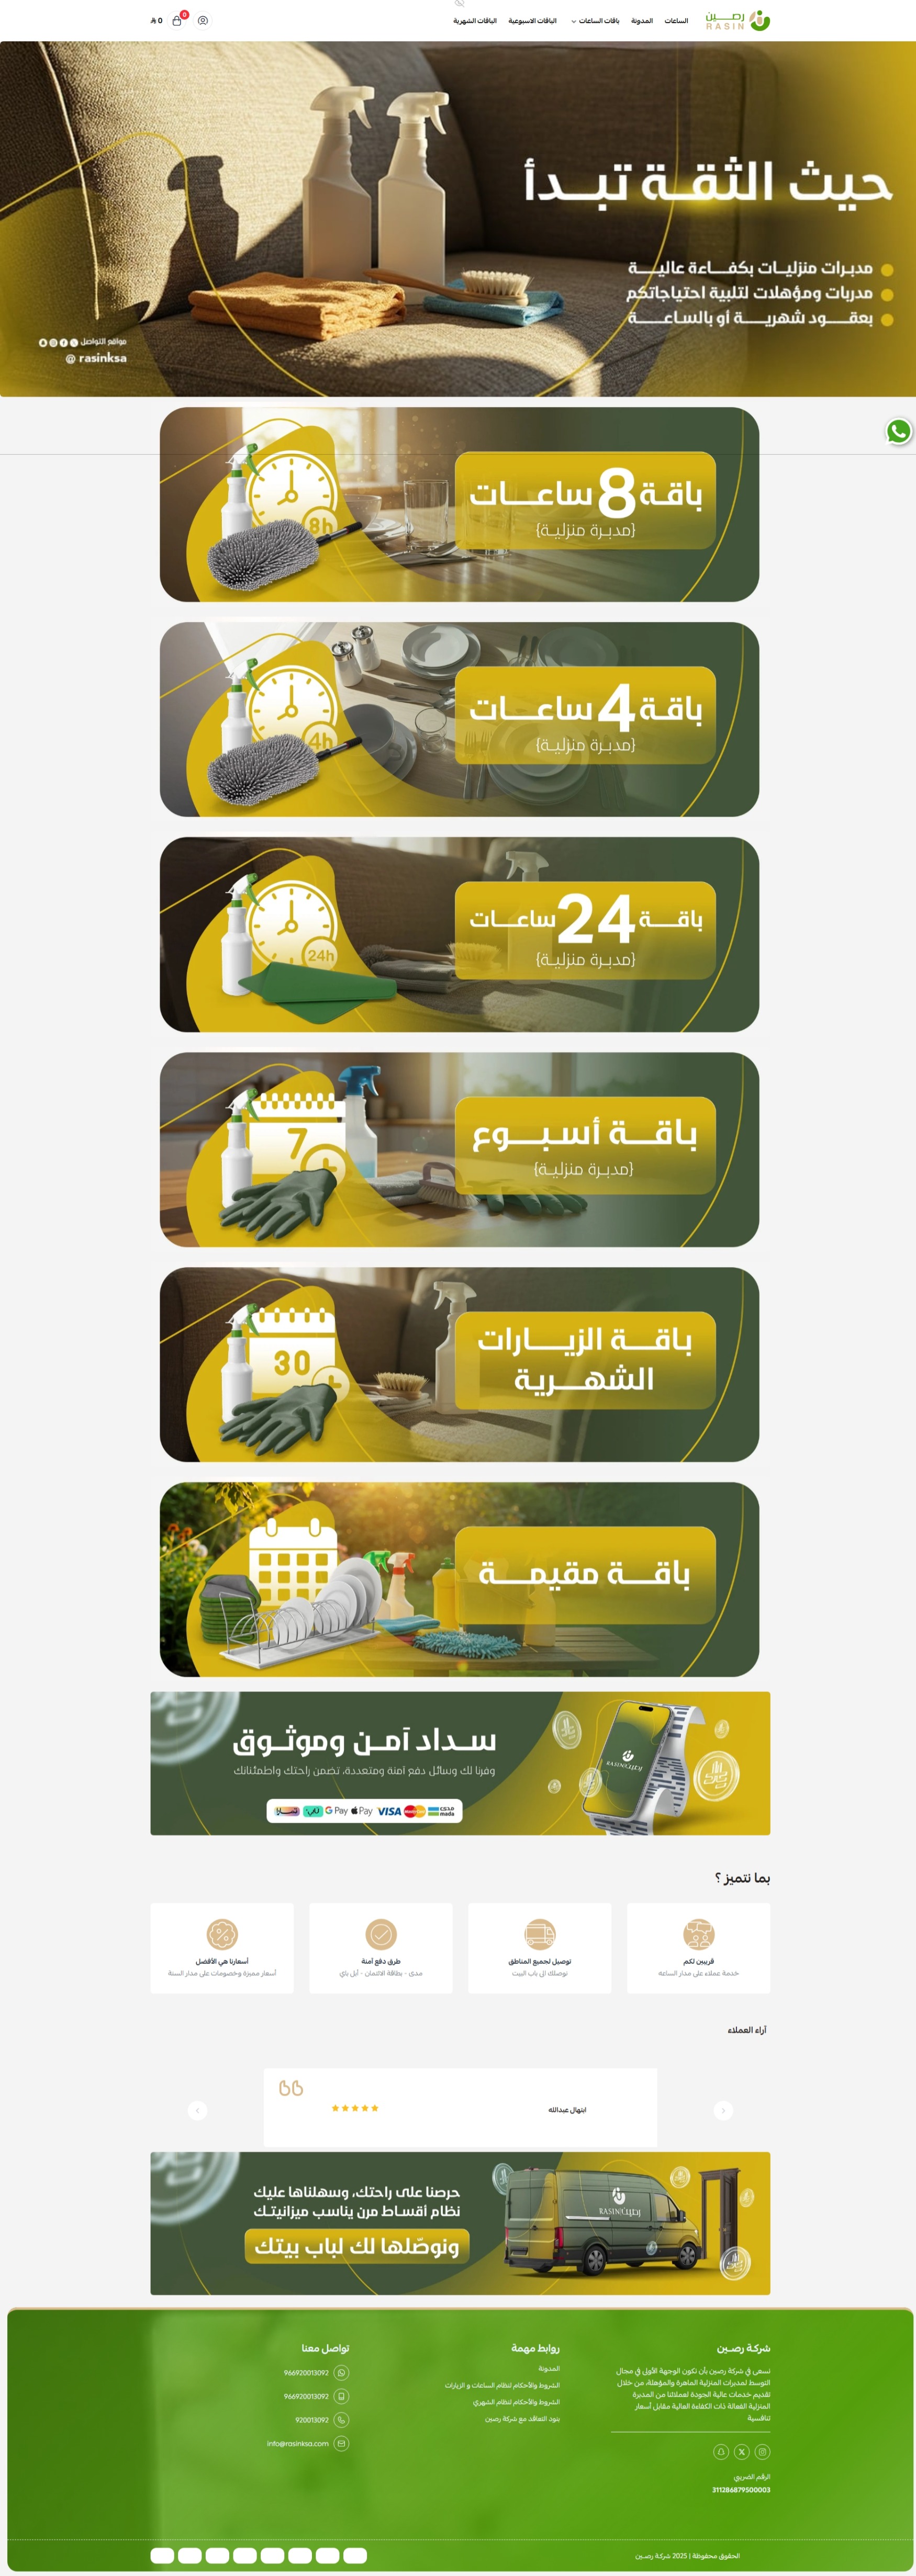 رصين
RASIN
الساعات
المدونة
باقات الساعات
الباقات الاسبوعية
الباقات الشهرية
0
0
حيث الثقة تبدأ
مدبرات منزليات بكفاءة عالية
مدربات ومؤهلات لتلبية احتياجاتكم
بعقود شهرية أو بالساعة
مواقع التواصل
@ rasinksa
باقة 8 ساعات
{مدبرة منزلية}
8h
باقة 4 ساعات
{مدبرة منزلية}
4h
باقة 24 ساعات
{مدبرة منزلية}
24h
باقة أسبوع
{مدبرة منزلية}
7
باقة الزيارات
الشهرية
30
باقة مقيمة
سداد آمن وموثوق
وفرنا لك وسائل دفع آمنة ومتعددة، تضمن راحتك واطمئنانك
تمارا
تابي
G Pay
Pay
VISA
مدى
mada
RASIN رصين
بما نتميز ؟
قريبين لكم
خدمة عملاء على مدار الساعه
توصيل لجميع المناطق
نوصلك الى باب البيت
طرق دفع آمنة
مدى - بطاقة الائتمان - أبل باي
أسعارنا هي الأفضل
أسعار مميزة وخصومات على مدار السنة
آراء العملاء
ابتهال عبدالله
حرصنا على راحتك، وسهلناها عليك
نظام أقساط مرن يناسب ميزانيتك
ونوصّلها لك لباب بيتك
RASIN رصين
شركة رصين
نسعى في شركة رصين بأن نكون الوجهة الأولى في مجال
التوسط لمدبرات المنزلية الماهرة والمؤهلة، من خلال
تقديم خدمات عالية الجودة لعملائنا من المدبرة
المنزلية الفعالة ذات الكفاءة العالية مقابل أسعار
تنافسية
الرقم الضريبي
311286879500003
روابط مهمة
المدونة
الشروط والأحكام لنظام الساعات و الزيارات
الشروط والأحكام لنظام الشهري
بنود التعاقد مع شركة رصين
تواصل معنا
966920013092
966920013092
920013092
info@rasinksa.com
الحقوق محفوظة | 2025 شركة رصين